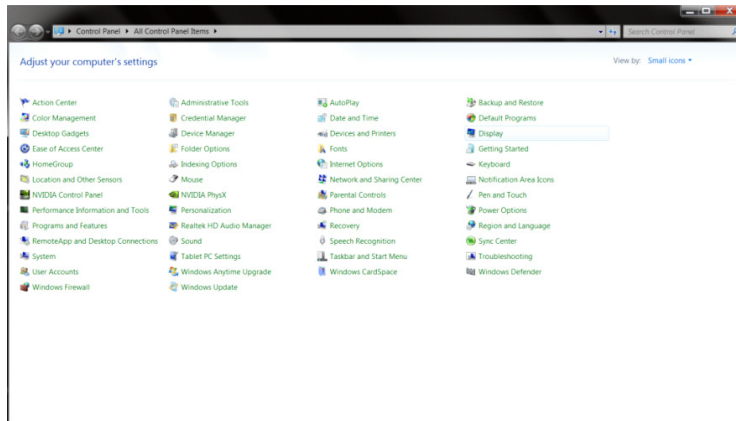 Control Panel All Control Panel Items
Search Control Panel
Adjust your computer's settings
View by: Small icons
Action Center
Administrative Tools
AutoPlay
Backup and Restore
Color Management
Credential Manager
Date and Time
Default Programs
Desktop Gadgets
Device Manager
Devices and Printers
Display
Ease of Access Center
Folder Options
Fonts
Getting Started
HomeGroup
Indexing Options
Internet Options
Keyboard
Location and Other Sensors
Mouse
Network and Sharing Center
Notification Area Icons
NVIDIA Control Panel
NVIDIA PhysX
Parental Controls
Pen and Touch
Performance Information and Tools
Personalization
Phone and Modem
Power Options
Programs and Features
Realtek HD Audio Manager
Recovery
Region and Language
RemoteApp and Desktop Connections
Sound
Speech Recognition
Sync Center
System
Tablet PC Settings
Taskbar and Start Menu
Troubleshooting
User Accounts
Windows Anytime Upgrade
Windows CardSpace
Windows Defender
Windows Firewall
Windows Update